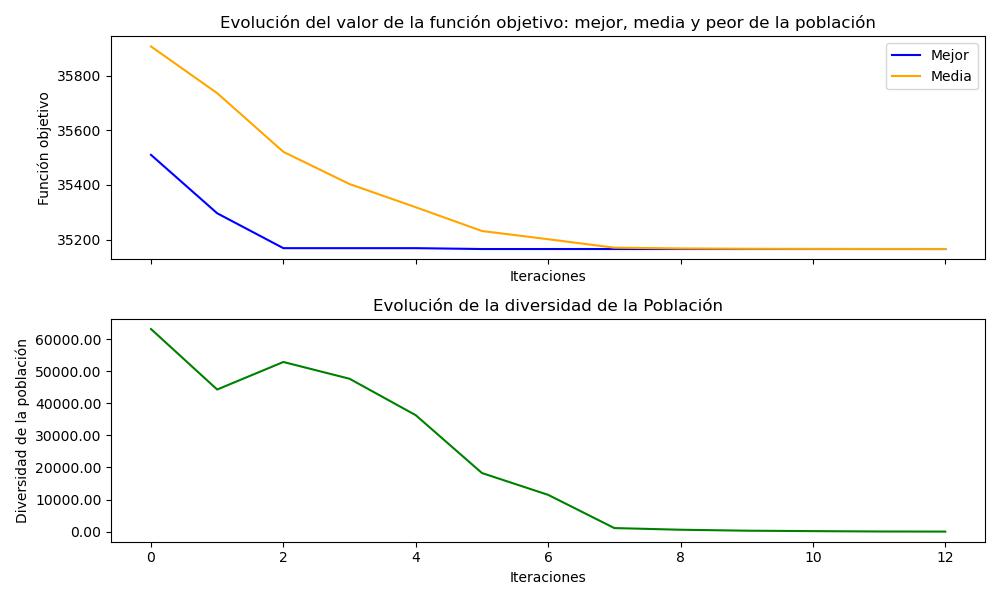 Evolución del valor de la función objetivo: mejor, media y peor de la población
Función objetivo
35800
35600
35400
35200
Mejor
Media
Iteraciones
Evolución de la diversidad de la Población
Diversidad de la población
60000.00
50000.00
40000.00
30000.00
20000.00
10000.00
0.00
0 2 4 6 8 10 12
Iteraciones